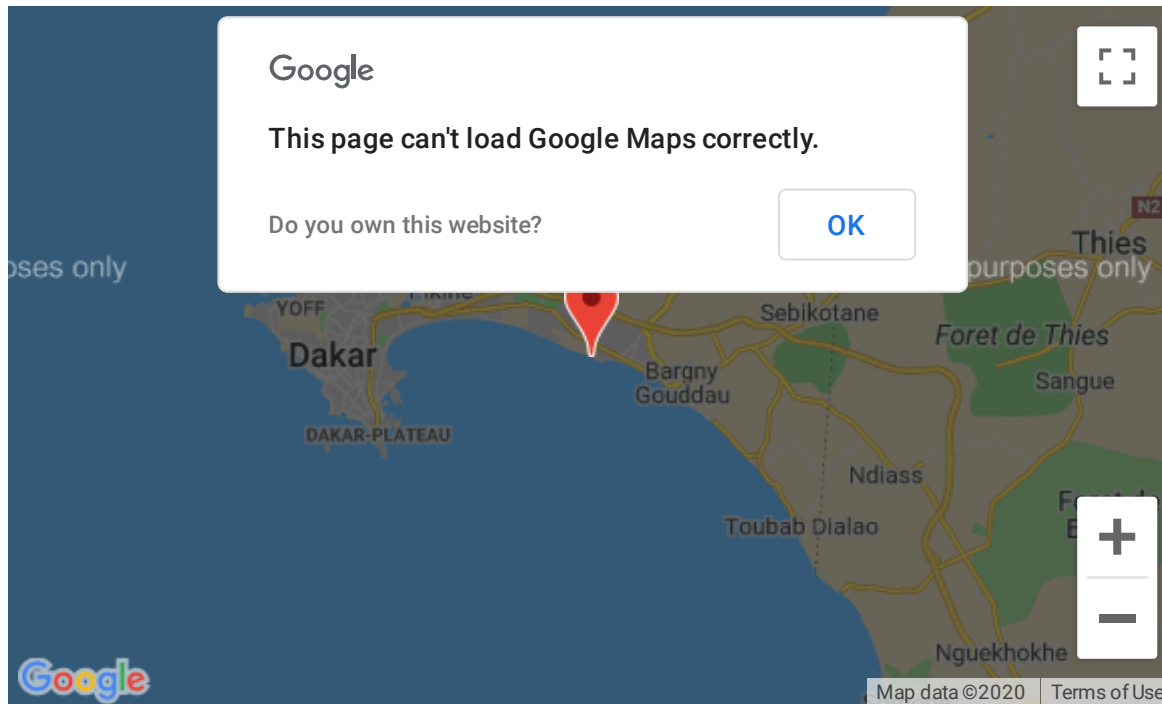 Google
This page can't load Google Maps correctly.
Do you own this website?
OK
N2
Thies
oses only
purposes only
YOFF
Pikine
Sebikotane
Foret de Thies
Dakar
Bargny
Gouddau
Sangue
DAKAR-PLATEAU
Ndiass
Toubab Dialao
Nguekhokhe
Google
Map data ©2020
Terms of Use